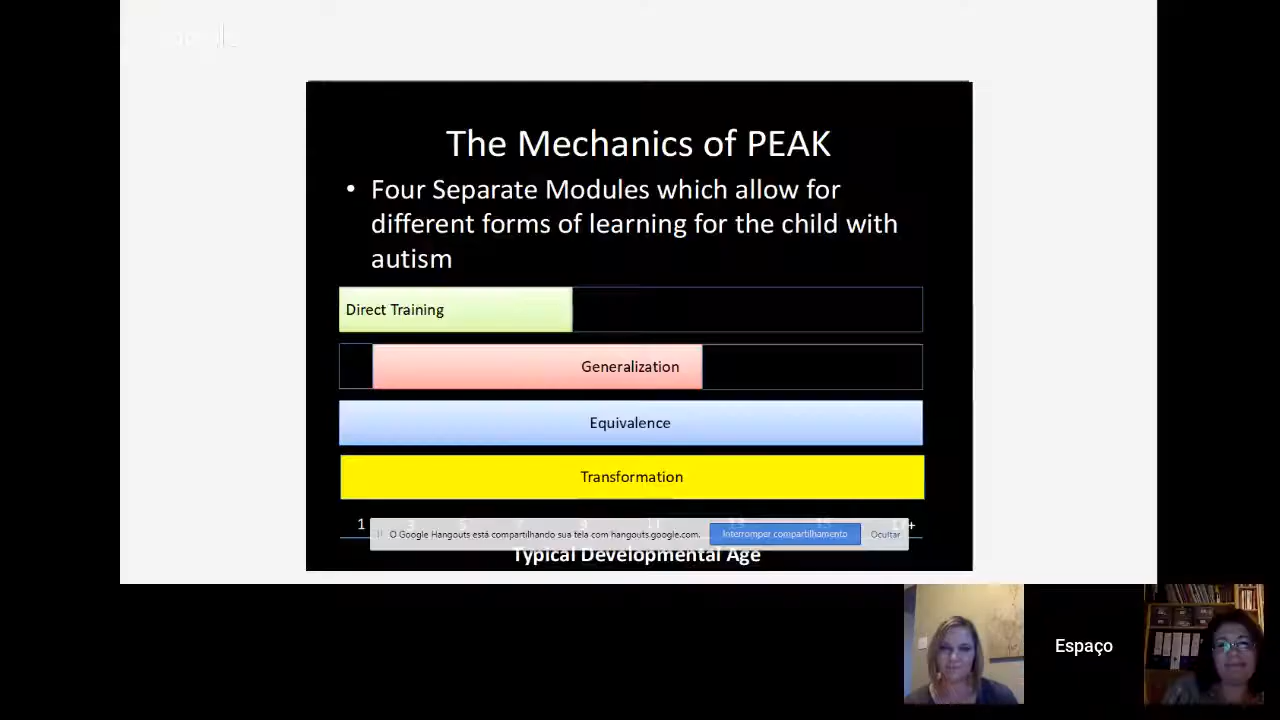 The Mechanics of PEAK
• Four Separate Modules which allow for
different forms of learning for the child with
autism
Direct Training
Generalization
Equivalence
Transformation
1
O Google Hangouts está compartilhando sua tela com hangouts.google.com. Interromper compartilhamento Ocultar
Typical Developmental Age
Espaço